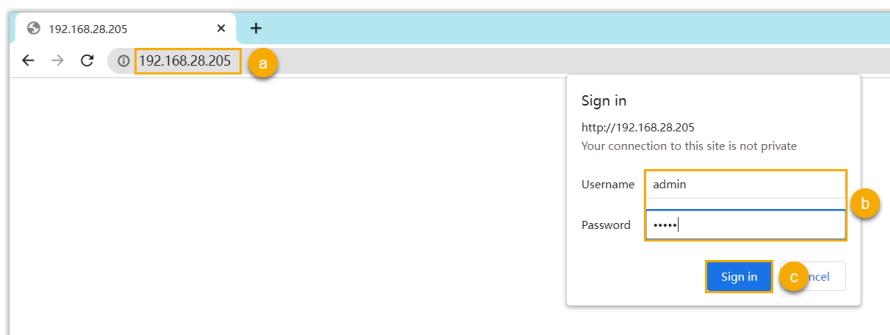 192.168.28.205
192.168.28.205 a
Sign in
http://192.168.28.205
Your connection to this site is not private
Username admin
b
Password •••••
Sign in c ncel